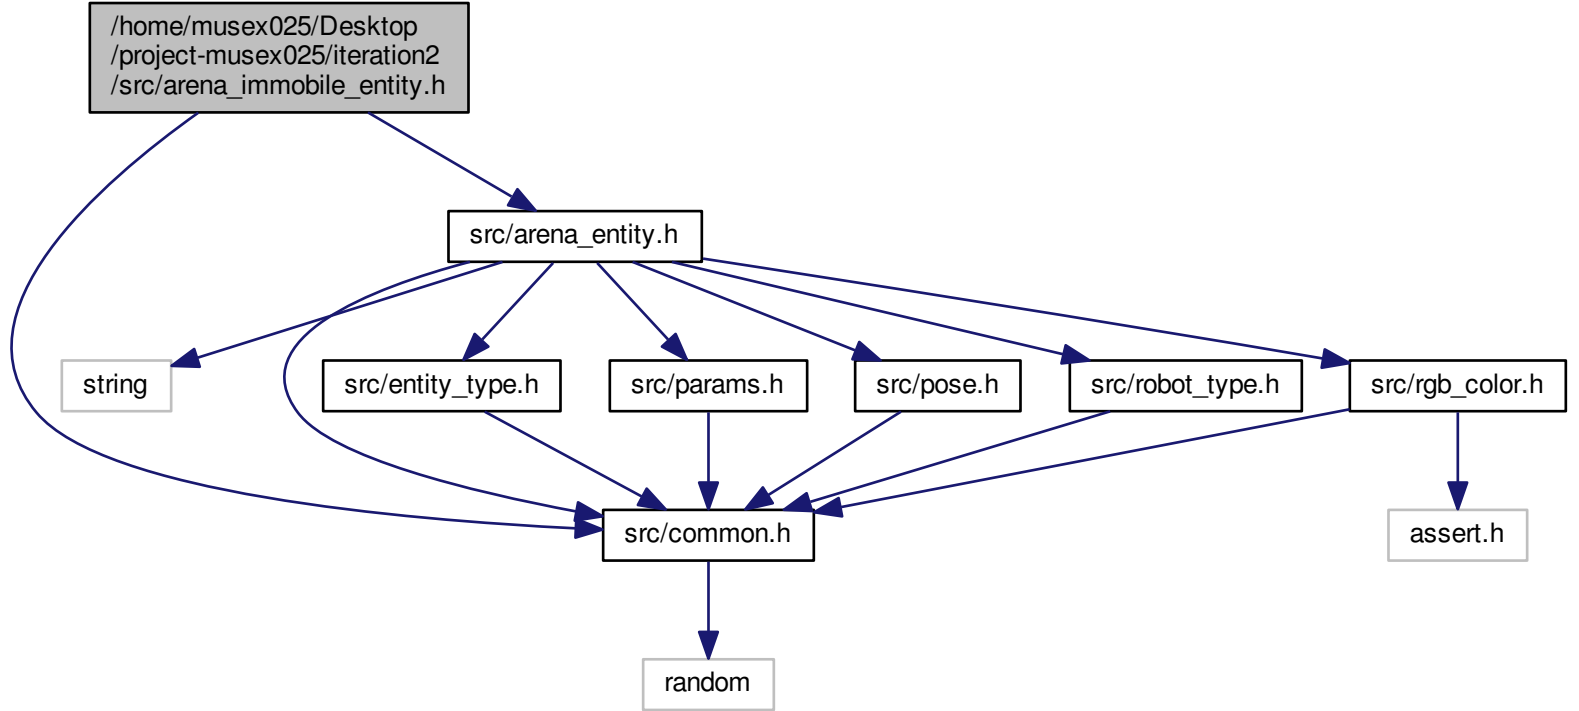 /home/musex025/Desktop
/project-musex025/iteration2
/src/arena_immobile_entity.h
src/arena_entity.h
string
src/entity_type.h
src/params.h
src/pose.h
src/robot_type.h
src/rgb_color.h
src/common.h
assert.h
random